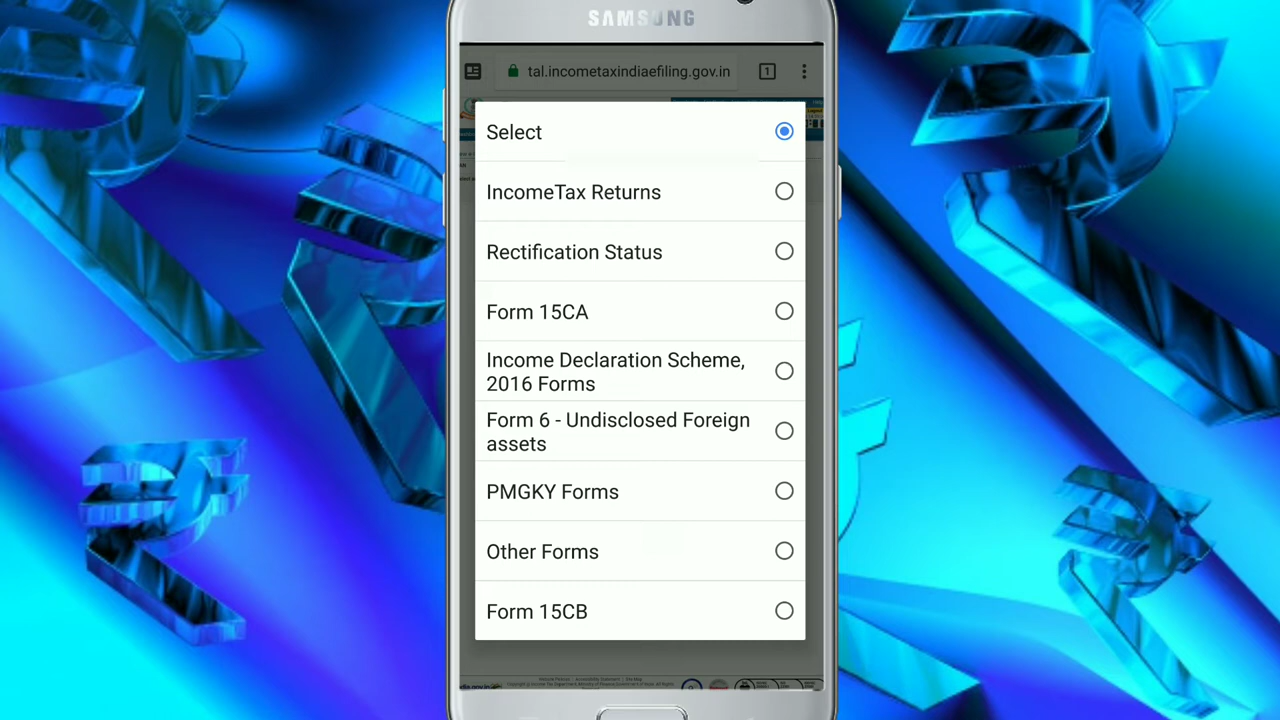 SAMSUNG
tal.incometaxindiaefiling.gov.in
1
Select
IncomeTax Returns
Rectification Status
Form 15CA
Income Declaration Scheme,
2016 Forms
Form 6 - Undisclosed Foreign
assets
PMGKY Forms
Other Forms
Form 15CB